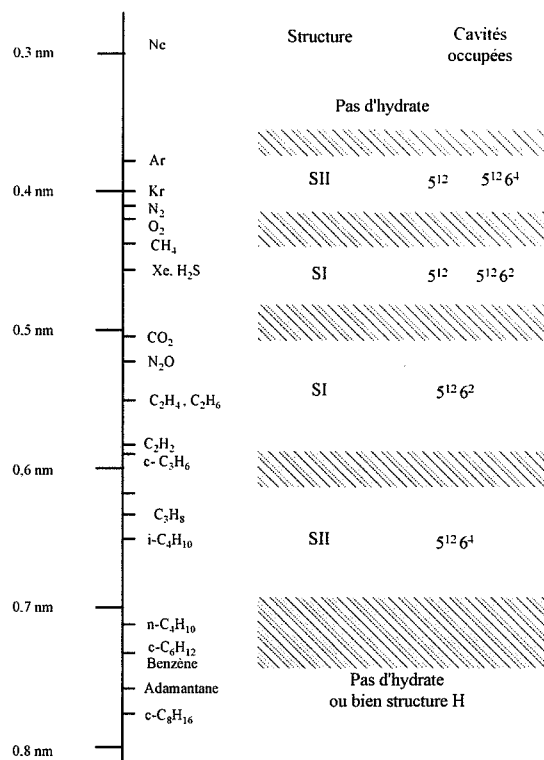 Structure
Cavités
occupées
0.3 nm
Ne
Pas d'hydrate
Ar
SII
5¹² 5¹²6⁴
0.4 nm
Kr
N₂
O₂
CH₄
Xe. H₂S
SI
5¹² 5¹²6²
0.5 nm
CO₂
N₂O
C₂H₄ , C₂H₆
SI
5¹²6²
C₂H₂
c- C₃H₆
0,6 nm
C₃H₈
i-C₄H₁₀
SII
5¹²6⁴
0.7 nm
n-C₄H₁₀
c-C₆H₁₂
Benzène
Pas d'hydrate
ou bien structure H
Adamantane
c-C₈H₁₆
0.8 nm